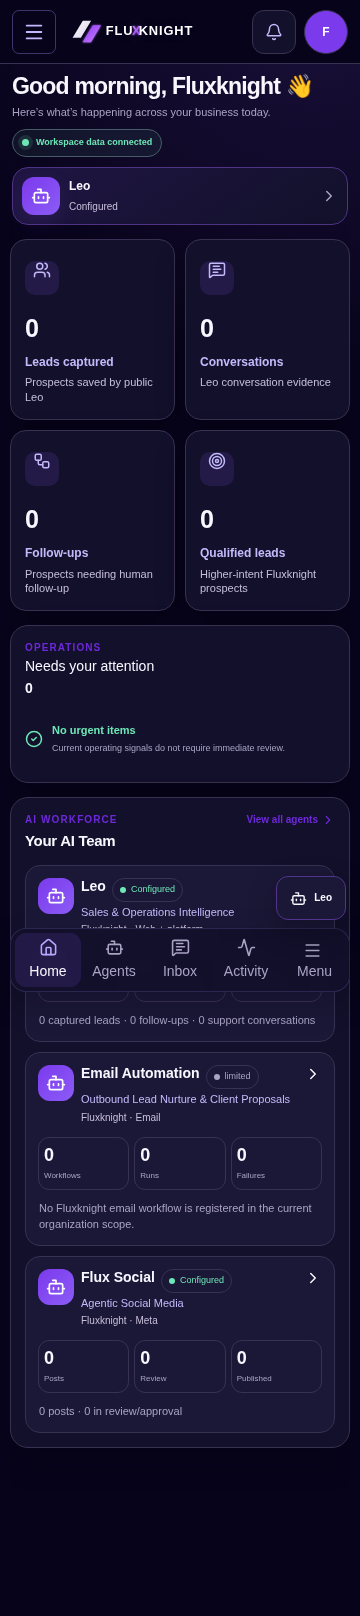 FLUXKNIGHT
F
Good morning, Fluxknight 👋
Here's what's happening across your business today.
Workspace data connected
Leo
Configured
0
Leads captured
Prospects saved by public
Leo
0
Conversations
Leo conversation evidence
0
Follow-ups
Prospects needing human
follow-up
0
Qualified leads
Higher-intent Fluxknight
prospects
OPERATIONS
Needs your attention
0
No urgent items
Current operating signals do not require immediate review.
AI WORKFORCE
View all agents
Your AI Team
Leo
Configured
Sales & Operations Intelligence
Leo
Home
Agents
Inbox
Activity
Menu
0 captured leads · 0 follow-ups · 0 support conversations
Email Automation
limited
Outbound Lead Nurture & Client Proposals
Fluxknight · Email
0
Workflows
0
Runs
0
Failures
No Fluxknight email workflow is registered in the current
organization scope.
Flux Social
Configured
Agentic Social Media
Fluxknight · Meta
0
Posts
0
Review
0
Published
0 posts · 0 in review/approval